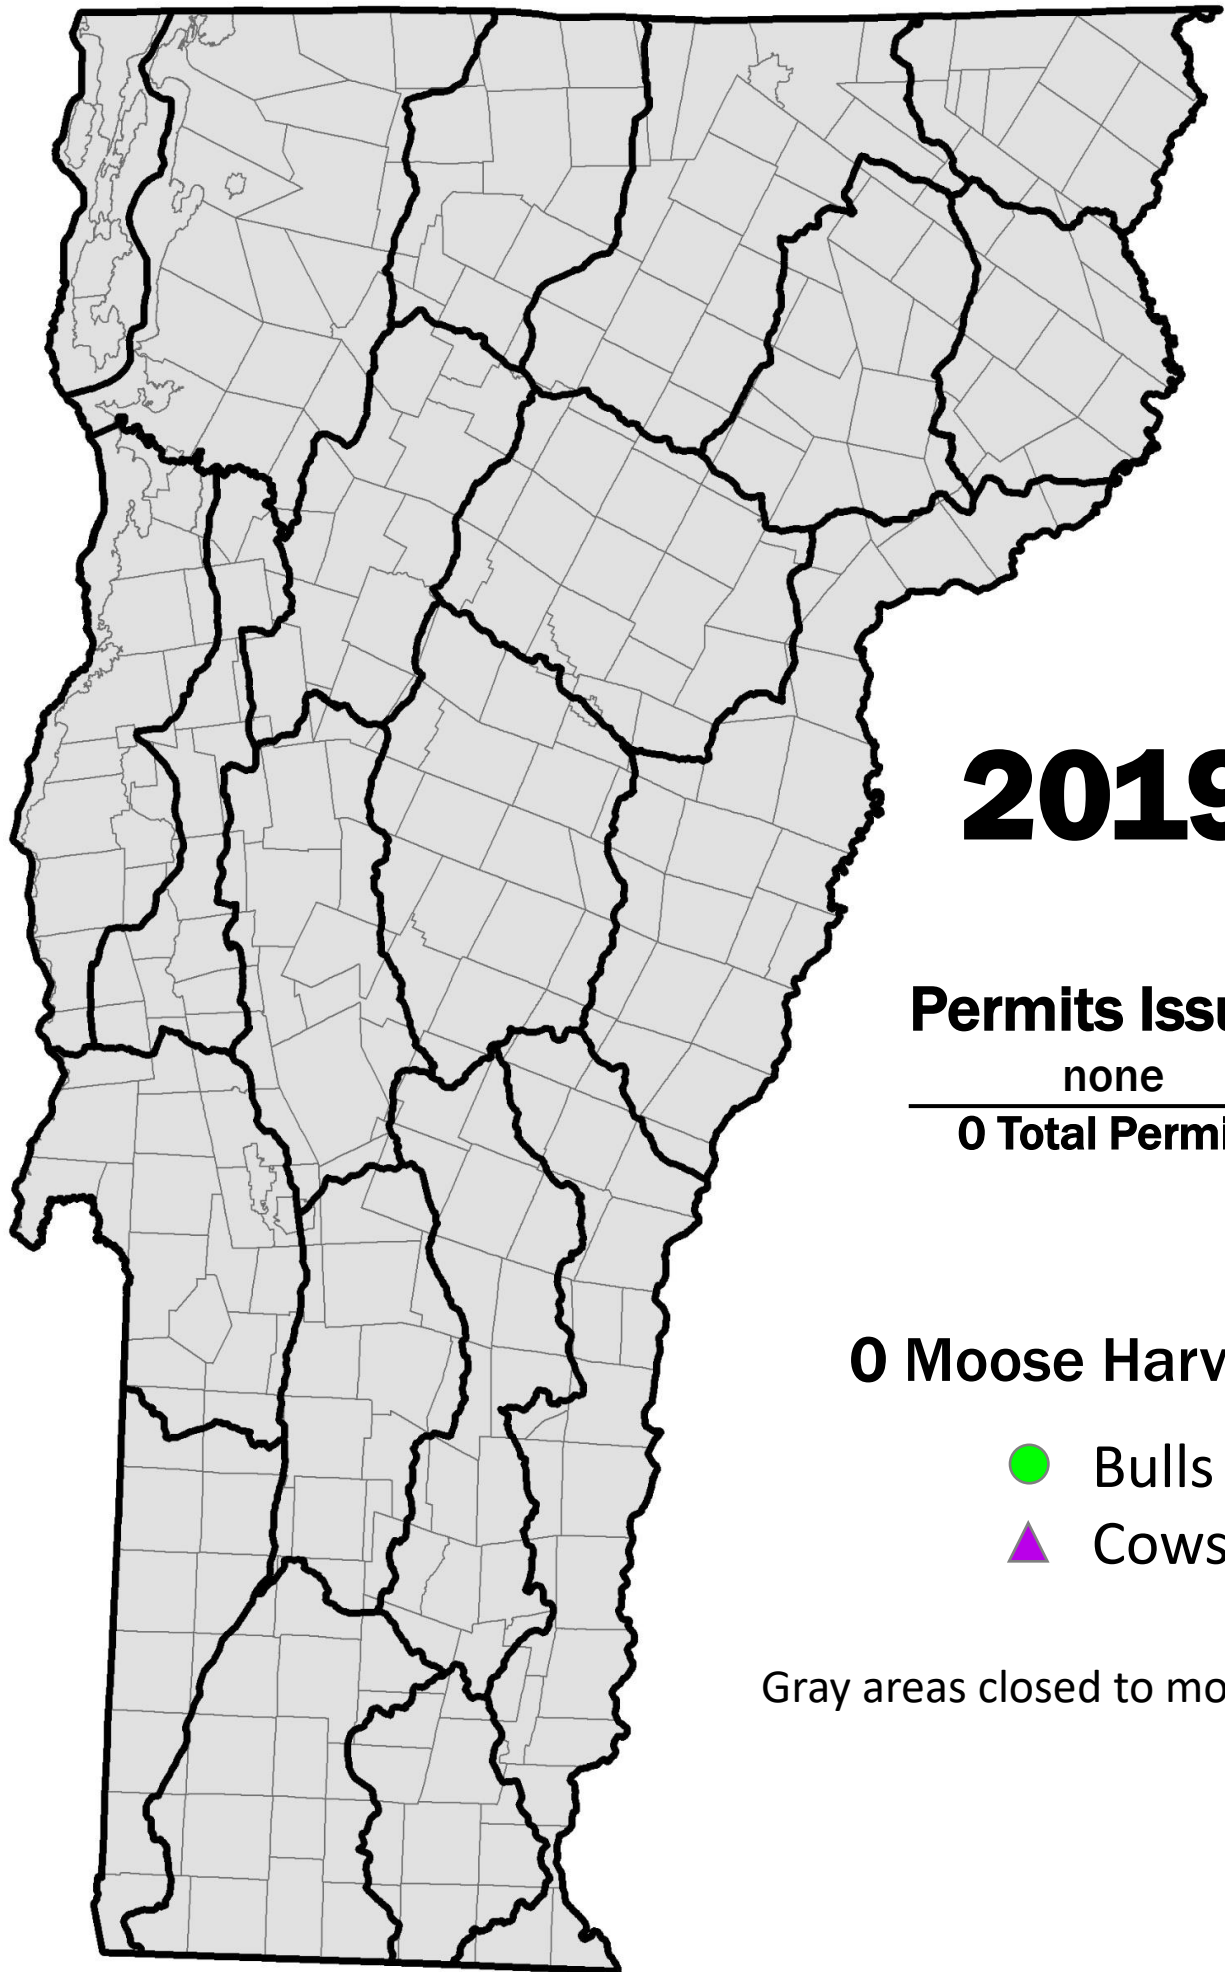 2019
Permits Issu
none
0 Total Permi
0 Moose Harv
Bulls
Cows
Gray areas closed to mo